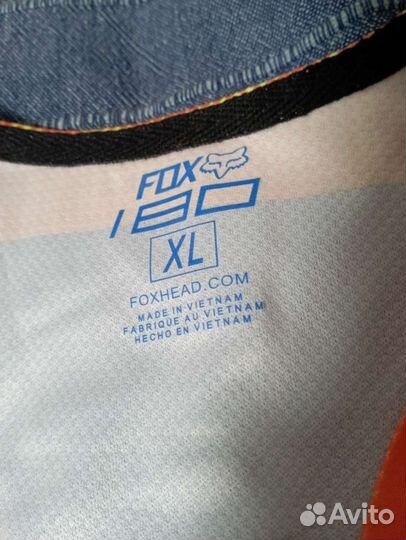 FOX
180
XL
FOXHEAD.COM
MADE IN VIETNAM
FABRIQUE AU VIETNAM
HECHO EN VIETNAM
Avito